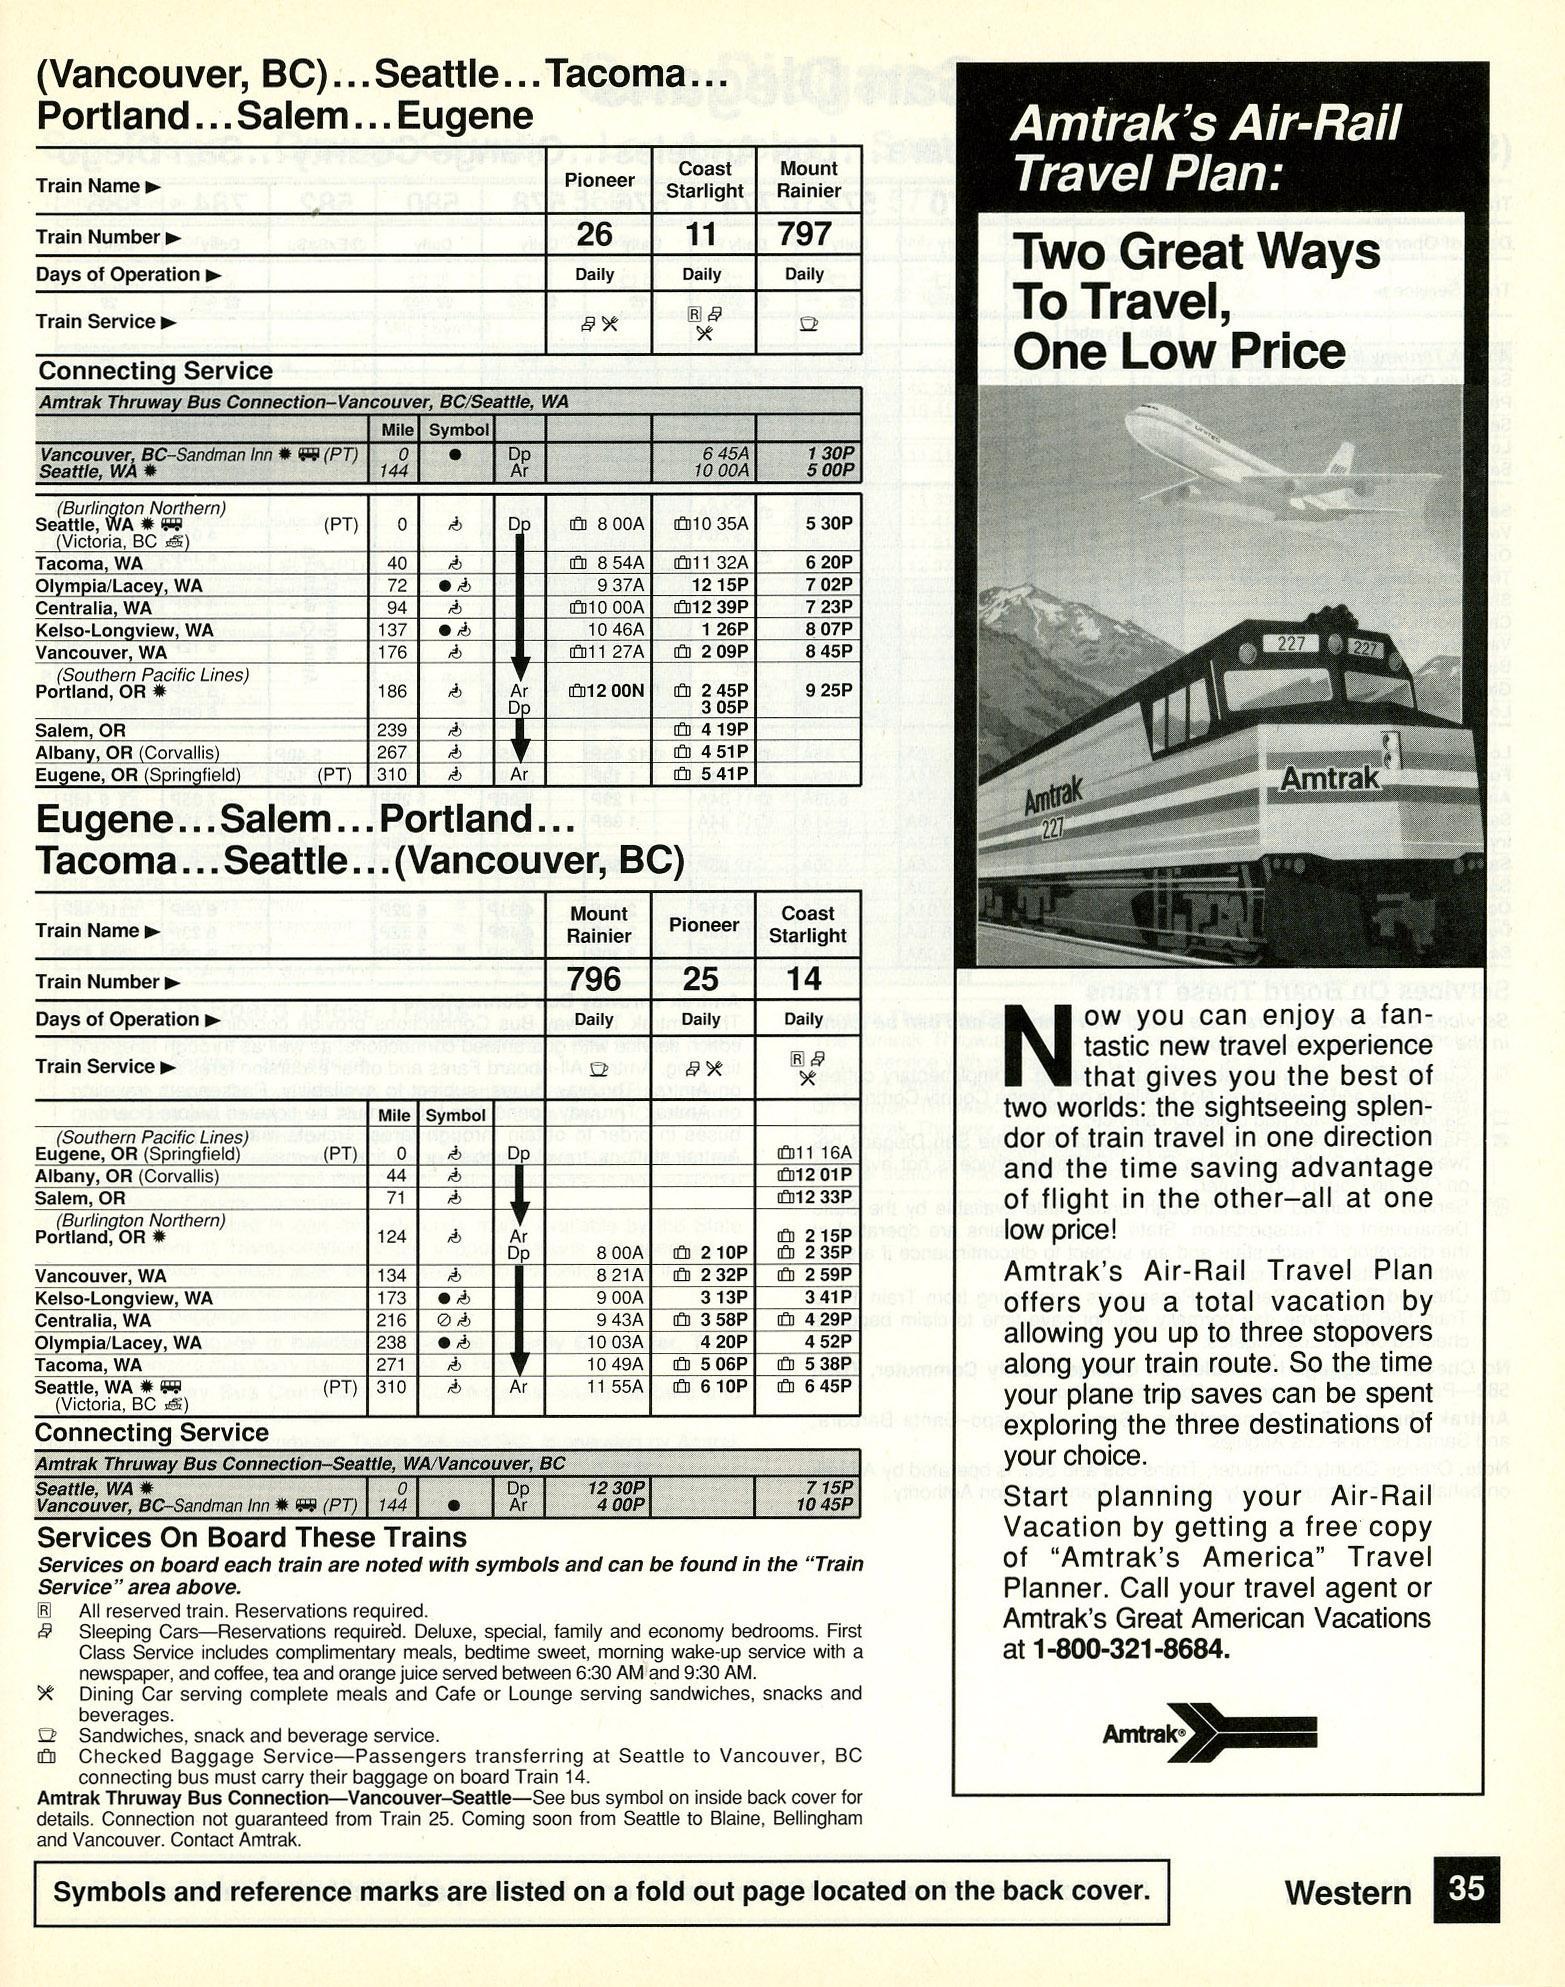 (Vancouver, BC)...Seattle...Tacoma...
Portland...Salem...Eugene
Train Name ▶ Pioneer Coast Starlight Mount Rainier
Train Number ▶ 26 11 797
Days of Operation ▶ Daily Daily Daily
Train Service ▶ R
Connecting Service
Amtrak Thruway Bus Connection–Vancouver, BC/Seattle, WA
Mile Symbol
Vancouver, BC–Sandman Inn ✹ (PT) 0 ● Dp 6 45A 1 30P
Seattle, WA ✹ 144 Ar 10 00A 5 00P
(Burlington Northern)
Seattle, WA ✹ (PT) 0 Dp 8 00A 10 35A 5 30P
(Victoria, BC)
Tacoma, WA 40 8 54A 11 32A 6 20P
Olympia/Lacey, WA 72 ● 9 37A 12 15P 7 02P
Centralia, WA 94 10 00A 12 39P 7 23P
Kelso-Longview, WA 137 ● 10 46A 1 26P 8 07P
Vancouver, WA 176 11 27A 2 09P 8 45P
(Southern Pacific Lines)
Portland, OR ✹ 186 Ar 12 00N 2 45P 9 25P
Dp 3 05P
Salem, OR 239 4 19P
Albany, OR (Corvallis) 267 4 51P
Eugene, OR (Springfield) (PT) 310 Ar 5 41P
Eugene...Salem...Portland...
Tacoma...Seattle...(Vancouver, BC)
Train Name ▶ Mount Rainier Pioneer Coast Starlight
Train Number ▶ 796 25 14
Days of Operation ▶ Daily Daily Daily
Train Service ▶ R
Mile Symbol
(Southern Pacific Lines)
Eugene, OR (Springfield) (PT) 0 Dp 11 16A
Albany, OR (Corvallis) 44 12 01P
Salem, OR 71 12 33P
(Burlington Northern)
Portland, OR ✹ 124 Ar 2 15P
Dp 8 00A 2 10P 2 35P
Vancouver, WA 134 8 21A 2 32P 2 59P
Kelso-Longview, WA 173 ● 9 00A 3 13P 3 41P
Centralia, WA 216 ⊘ 9 43A 3 58P 4 29P
Olympia/Lacey, WA 238 ● 10 03A 4 20P 4 52P
Tacoma, WA 271 10 49A 5 06P 5 38P
Seattle, WA ✹ (PT) 310 Ar 11 55A 6 10P 6 45P
(Victoria, BC)
Connecting Service
Amtrak Thruway Bus Connection–Seattle, WA/Vancouver, BC
Seattle, WA ✹ 0 Dp 12 30P 7 15P
Vancouver, BC–Sandman Inn ✹ (PT) 144 ● Ar 4 00P 10 45P
Services On Board These Trains
Services on board each train are noted with symbols and can be found in the “Train
Service” area above.
R All reserved train. Reservations required.
Sleeping Cars—Reservations required. Deluxe, special, family and economy bedrooms. First
Class Service includes complimentary meals, bedtime sweet, morning wake-up service with a
newspaper, and coffee, tea and orange juice served between 6:30 AM and 9:30 AM.
Dining Car serving complete meals and Cafe or Lounge serving sandwiches, snacks and
beverages.
Sandwiches, snack and beverage service.
Checked Baggage Service—Passengers transferring at Seattle to Vancouver, BC
connecting bus must carry their baggage on board Train 14.
Amtrak Thruway Bus Connection—Vancouver–Seattle—See bus symbol on inside back cover for
details. Connection not guaranteed from Train 25. Coming soon from Seattle to Blaine, Bellingham
and Vancouver. Contact Amtrak.
Symbols and reference marks are listed on a fold out page located on the back cover.
Amtrak's Air-Rail
Travel Plan:
Two Great Ways
To Travel,
One Low Price
UNITED
227 227
Amtrak
227
Amtrak
Now you can enjoy a fan-
tastic new travel experience
that gives you the best of
two worlds: the sightseeing splen-
dor of train travel in one direction
and the time saving advantage
of flight in the other–all at one
low price!
Amtrak's Air-Rail Travel Plan
offers you a total vacation by
allowing you up to three stopovers
along your train route. So the time
your plane trip saves can be spent
exploring the three destinations of
your choice.
Start planning your Air-Rail
Vacation by getting a free copy
of “Amtrak's America” Travel
Planner. Call your travel agent or
Amtrak's Great American Vacations
at 1-800-321-8684.
Amtrak®
Western 35